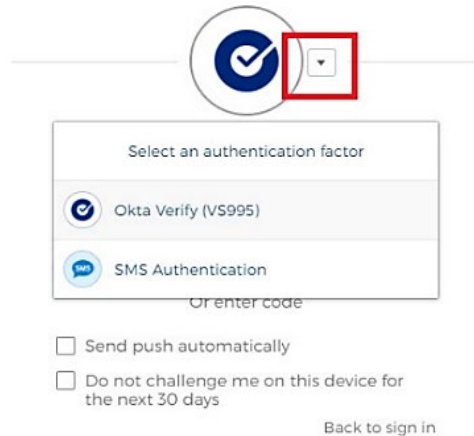 Select an authentication factor
Okta Verify (VS995)
SMS
SMS Authentication
Or enter code
Send push automatically
Do not challenge me on this device for
the next 30 days
Back to sign in